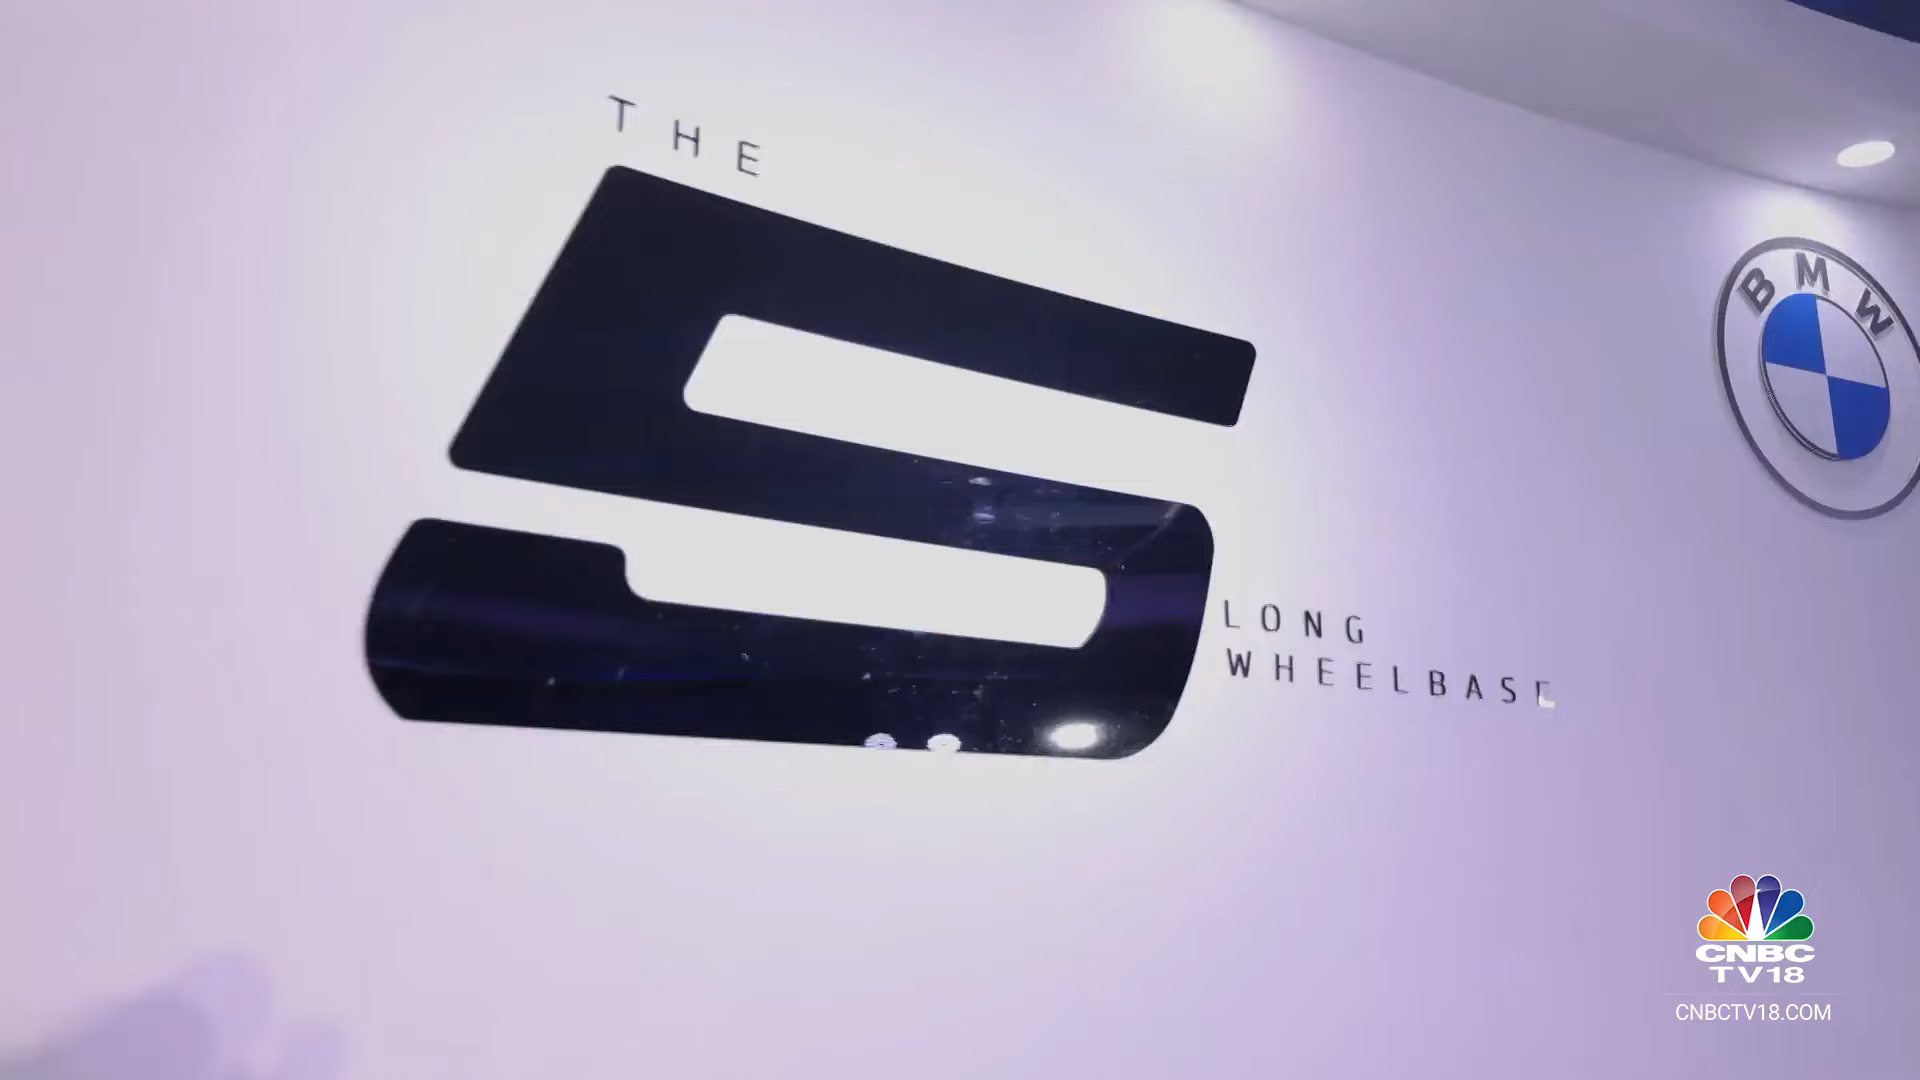 THE
5
LONG
WHEELBASE
BMW
CNBC
TV18
CNBCTV18.COM